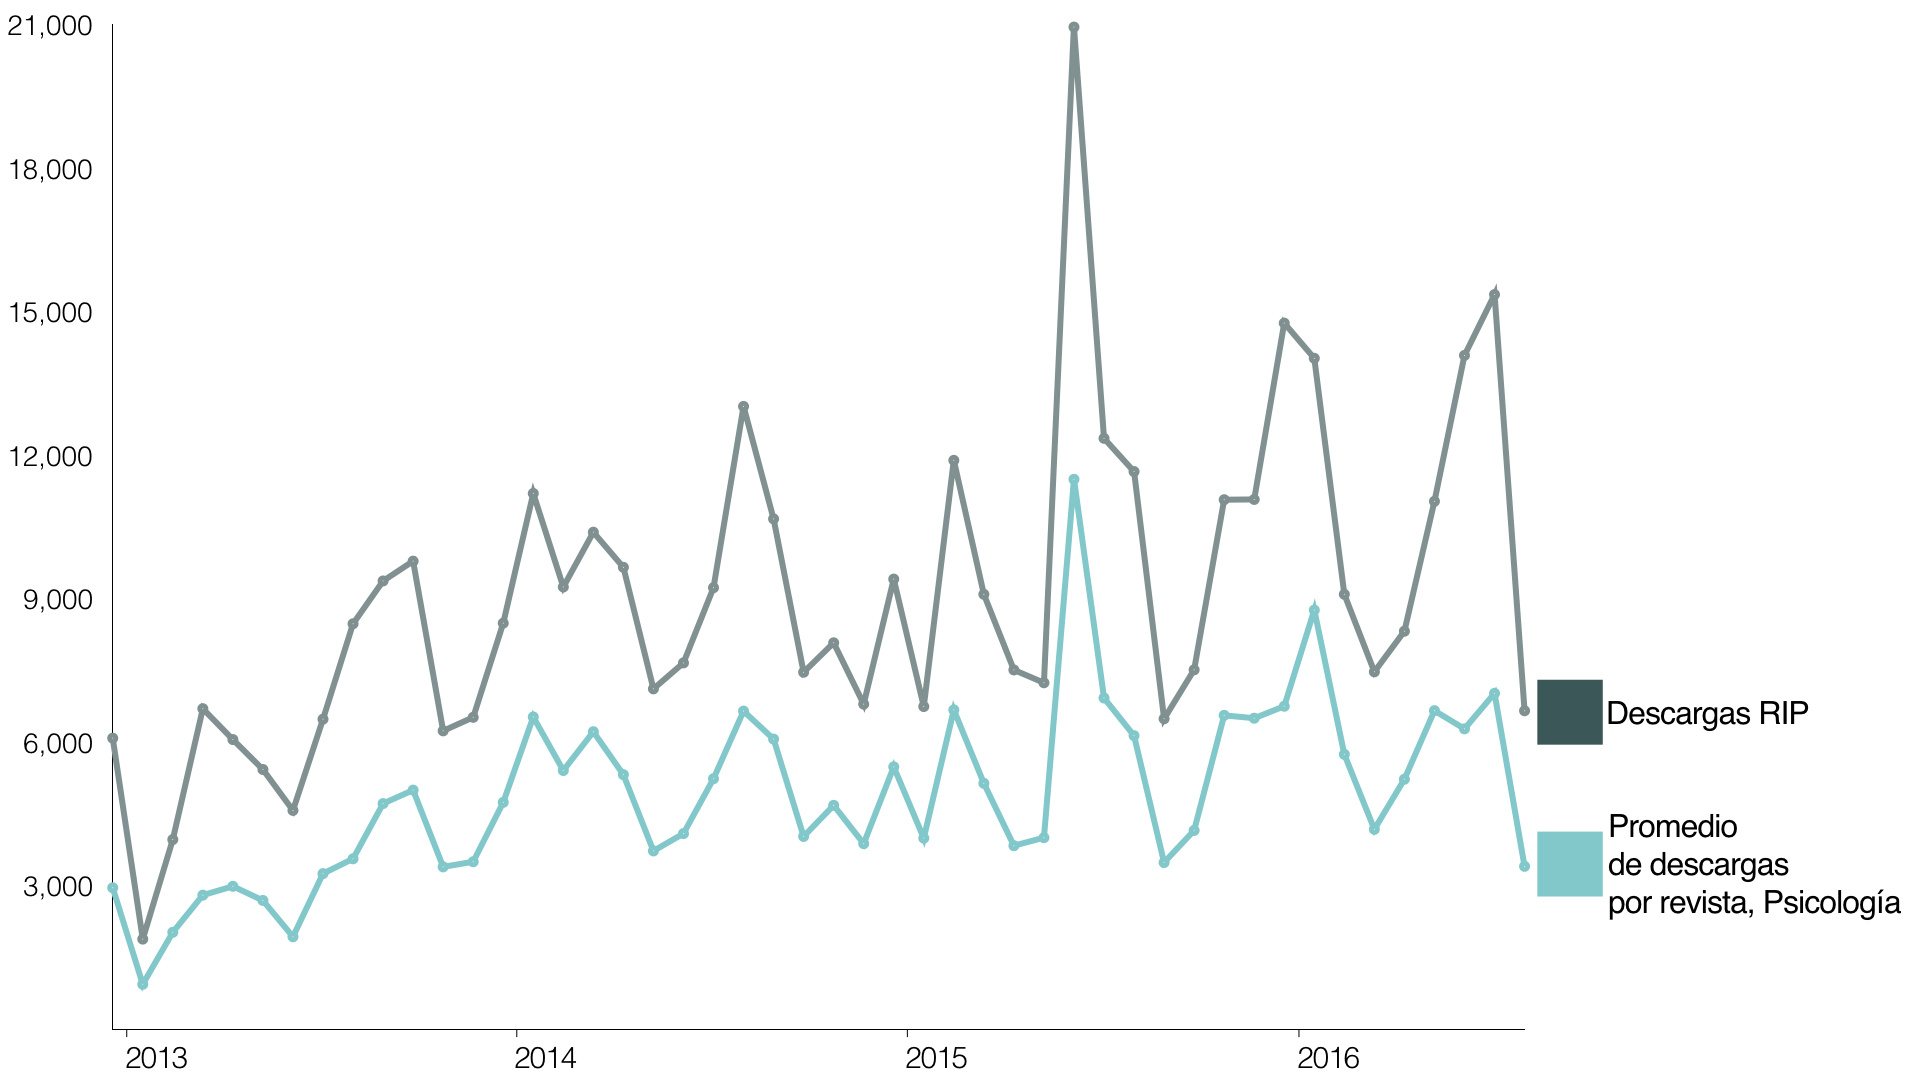 21,000
18,000
15,000
12,000
9,000
6,000
3,000
2013
2014
2015
2016
Descargas RIP
Promedio
de descargas
por revista, Psicología